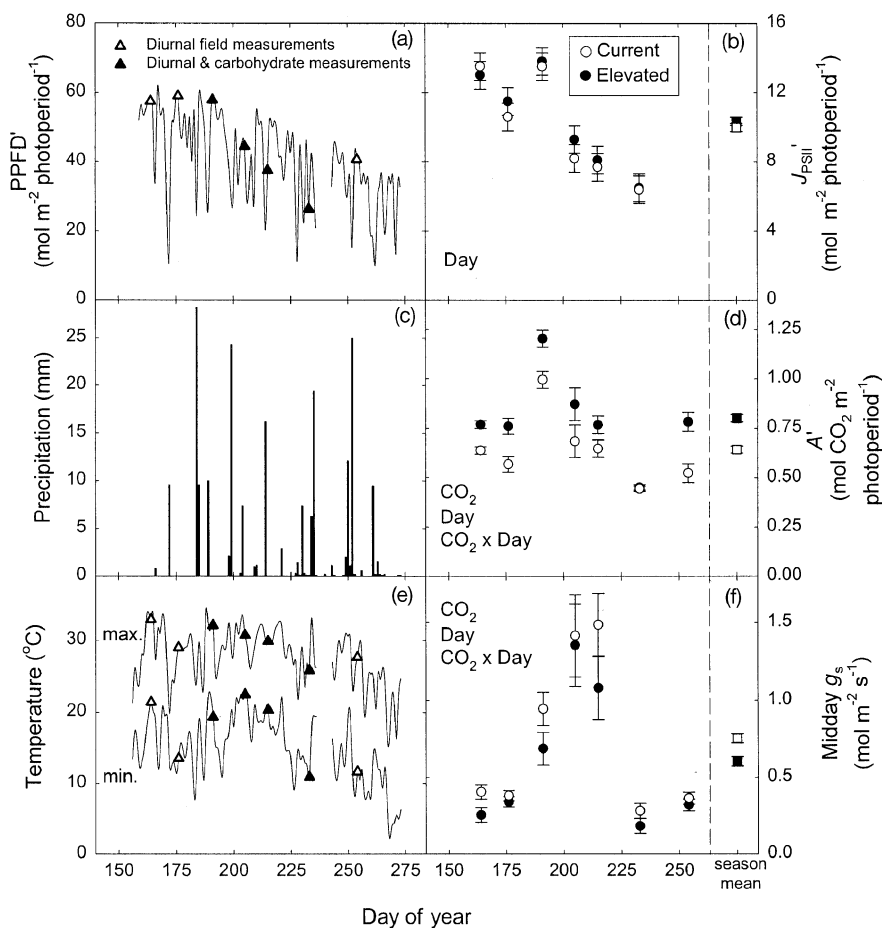 (a)
Diurnal field measurements
Diurnal & carbohydrate measurements
80
60
40
20
0
PPFD'
(mol m⁻² photoperiod⁻¹)
(b)
Current
Elevated
Day
16
12
8
4
0
J_PSII'
(mol m⁻² photoperiod⁻¹)
(c)
25
20
15
10
5
0
Precipitation (mm)
(d)
CO₂
Day
CO₂ x Day
1.25
1.00
0.75
0.50
0.25
0.00
A'
(mol CO₂ m⁻²
photoperiod⁻¹)
(e)
max.
min.
30
20
10
0
Temperature (°C)
150 175 200 225 250 275
(f)
CO₂
Day
CO₂ x Day
1.5
1.0
0.5
0.0
Midday gₛ
(mol m⁻² s⁻¹)
150 175 200 225 250
season
mean
Day of year